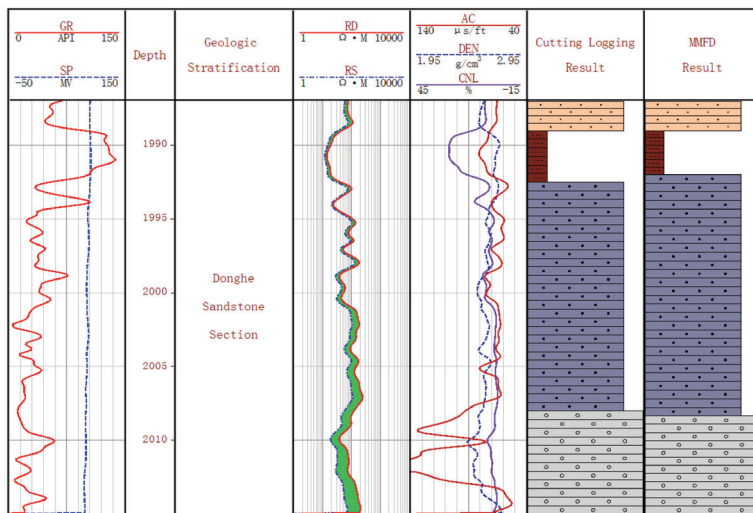 GR
0 API 150
SP
-50 MV 150
Depth
Geologic
Stratification
RD
1 Ω•M 10000
RS
1 Ω•M 10000
AC
140 μs/ft 40
DEN
1.95 g/cm³ 2.95
CNL
45 % -15
Cutting Logging
Result
MMFD
Result
1990
1995
2000
2005
2010
Donghe
Sandstone
Section